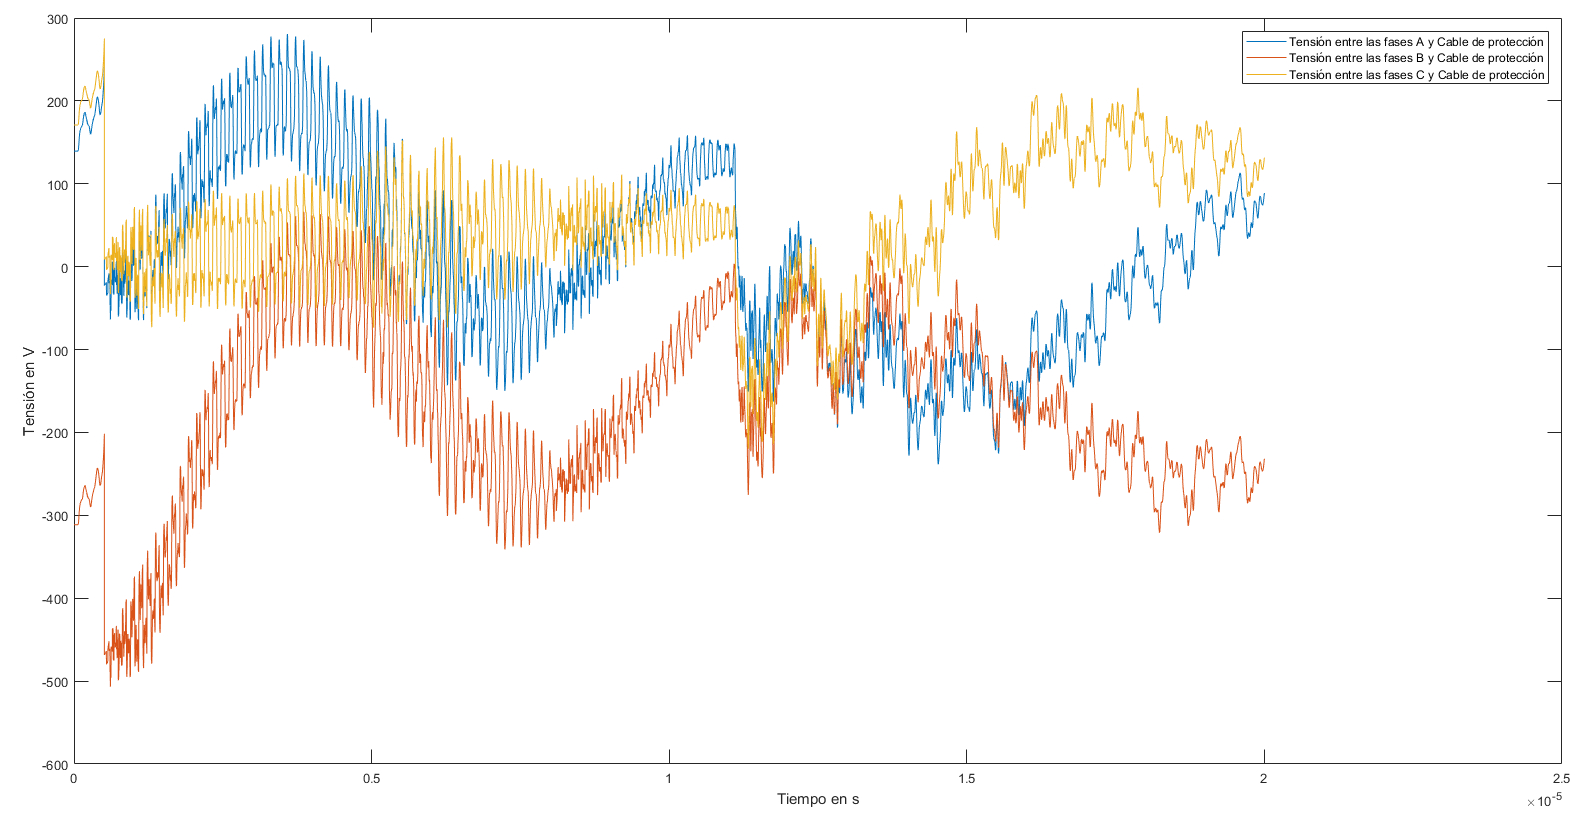 300
200
100
0
-100
-200
-300
-400
-500
-600
Tensión en V
Tensión entre las fases A y Cable de protección
Tensión entre las fases B y Cable de protección
Tensión entre las fases C y Cable de protección
0 0.5 1 1.5 2 2.5
×10-5
Tiempo en s